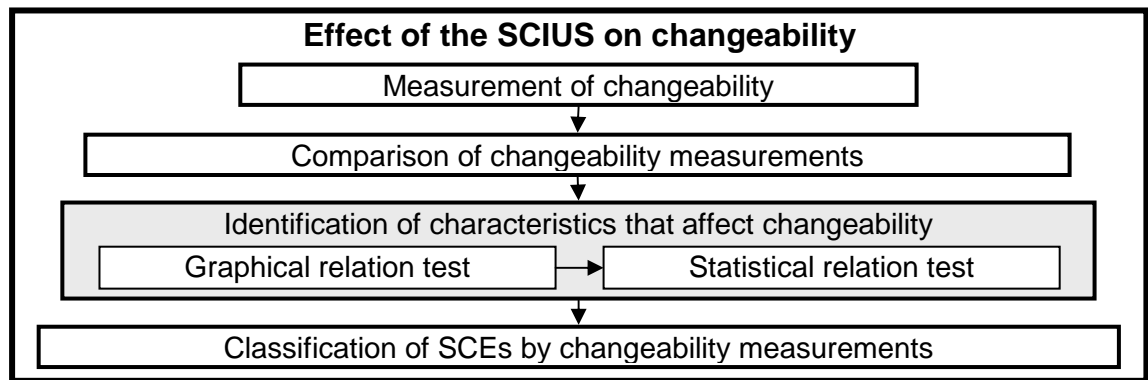 Effect of the SCIUS on changeability
Measurement of changeability
Comparison of changeability measurements
Identification of characteristics that affect changeability
Graphical relation test
Statistical relation test
Classification of SCEs by changeability measurements